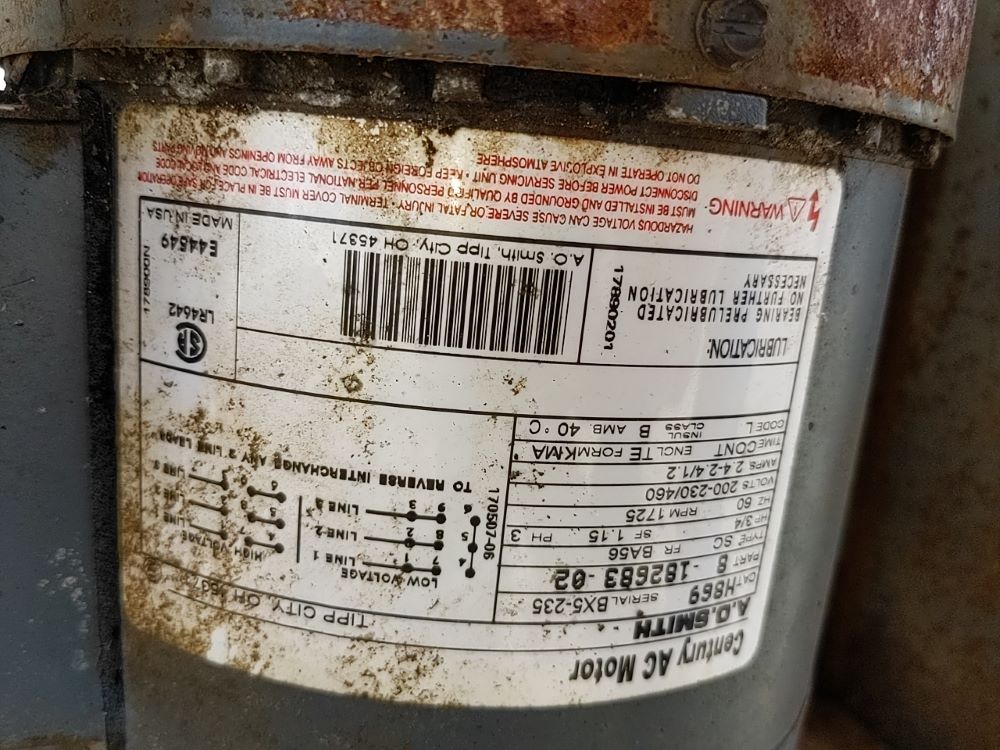 Century AC Motor
A.O.SMITH
TIPP CITY, OH
CAT# H869 SERIAL BX5-235
PART B -182683-02
TYPE SC FR BA56
HP 3/4 SF 1.15 PH 3
HZ 60 RPM 1725
VOLTS 200-230/460
AMPS 2.4-2.4/1.2
TIME CONT ENCL TE FORM KMA
CODE L INSUL CLASS B AMB. 40 °C
170507-06
LOW VOLTAGE
4 7 1 LINE 1
5 8 2 LINE 2
6 9 3 LINE 3
HIGH VOLTAGE
TO REVERSE INTERCHANGE ANY 2 LINE LEADS
LUBRICATION:
BEARING PRELUBRICATED
NO FURTHER LUBRICATION
NECESSARY
17890201
A.O. Smith, Tipp City, OH 45371
LR4642
E44549
MADE IN USA
178900N
WARNING
HAZARDOUS VOLTAGE CAN CAUSE SEVERE OR FATAL INJURY · TERMINAL COVER MUST BE IN PLACE FOR SAFE OPERATION
MUST BE INSTALLED AND GROUNDED BY QUALIFIED PERSONNEL PER NATIONAL ELECTRICAL CODE AND LOCAL CODE
DISCONNECT POWER BEFORE SERVICING UNIT · KEEP FOREIGN OBJECTS AWAY FROM OPENINGS AND MOVING PARTS
DO NOT OPERATE IN EXPLOSIVE ATMOSPHERE